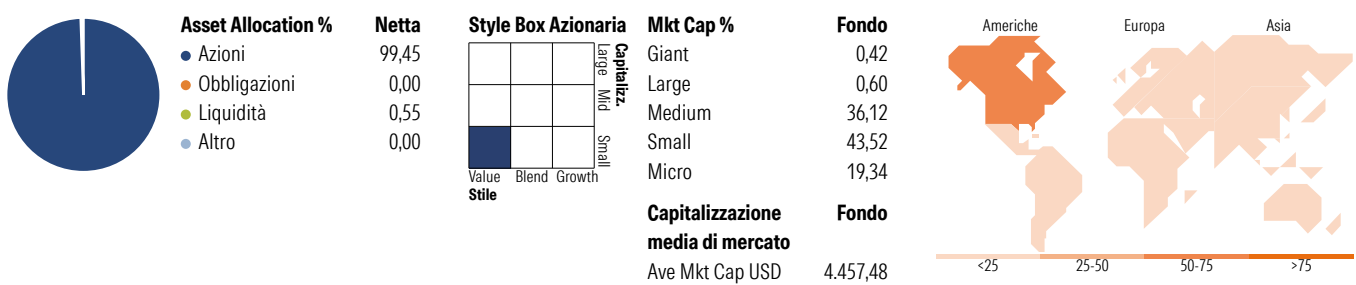 Asset Allocation % Netta
Azioni 99,45
Obbligazioni 0,00
Liquidità 0,55
Altro 0,00
Style Box Azionaria
Capitalizz.
Large
Mid
Small
Value Blend Growth
Stile
Mkt Cap % Fondo
Giant 0,42
Large 0,60
Medium 36,12
Small 43,52
Micro 19,34
Capitalizzazione Fondo
media di mercato
Ave Mkt Cap USD 4.457,48
Americhe Europa Asia
<25 25-50 50-75 >75